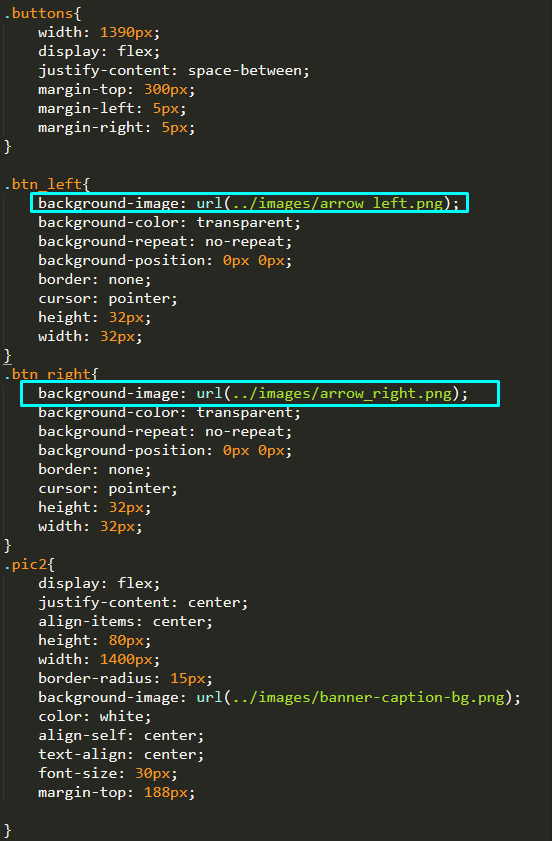 .buttons{
    width: 1390px;
    display: flex;
    justify-content: space-between;
    margin-top: 300px;
    margin-left: 5px;
    margin-right: 5px;
}
.btn_left{
    background-image: url(../images/arrow_left.png);
    background-color: transparent;
    background-repeat: no-repeat;
    background-position: 0px 0px;
    border: none;
    cursor: pointer;
    height: 32px;
    width: 32px;
}
.btn_right{
    background-image: url(../images/arrow_right.png);
    background-color: transparent;
    background-repeat: no-repeat;
    background-position: 0px 0px;
    border: none;
    cursor: pointer;
    height: 32px;
    width: 32px;
}
.pic2{
    display: flex;
    justify-content: center;
    align-items: center;
    height: 80px;
    width: 1400px;
    border-radius: 15px;
    background-image: url(../images/banner-caption-bg.png);
    color: white;
    align-self: center;
    text-align: center;
    font-size: 30px;
    margin-top: 188px;
}